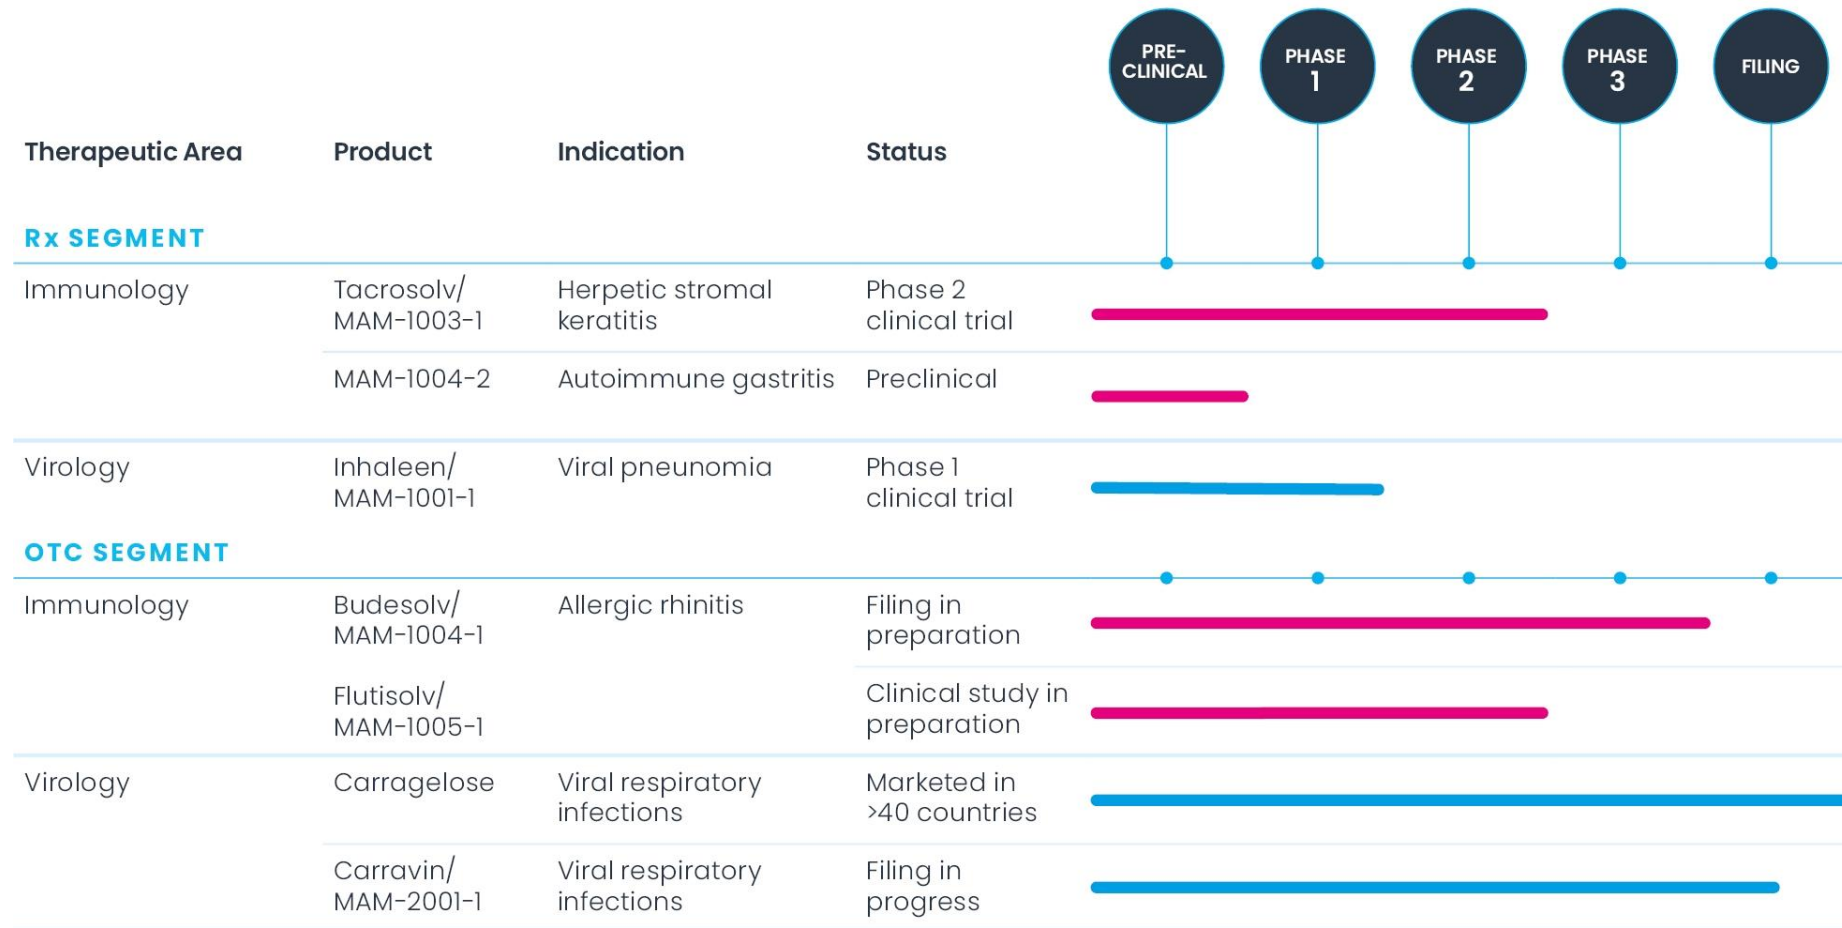 PRE-
CLINICAL
PHASE
1
PHASE
2
PHASE
3
FILING
Therapeutic Area
Product
Indication
Status
Rx SEGMENT
Immunology
Tacrosolv/
MAM-1003-1
Herpetic stromal
keratitis
Phase 2
clinical trial
MAM-1004-2
Autoimmune gastritis
Preclinical
Virology
Inhaleen/
MAM-1001-1
Viral pneunomia
Phase 1
clinical trial
OTC SEGMENT
Immunology
Budesolv/
MAM-1004-1
Allergic rhinitis
Filing in
preparation
Flutisolv/
MAM-1005-1
Clinical study in
preparation
Virology
Carragelose
Viral respiratory
infections
Marketed in
>40 countries
Carravin/
MAM-2001-1
Viral respiratory
infections
Filing in
progress